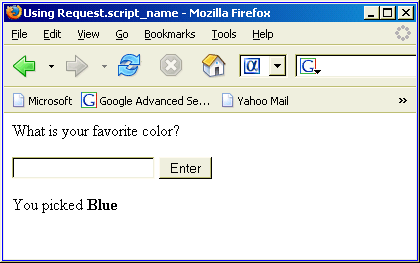 Using Request.script_name - Mozilla Firefox
File Edit View Go Bookmarks Tools Help
α G
Microsoft G Google Advanced Se... Yahoo Mail »
What is your favorite color?
Enter
You picked Blue